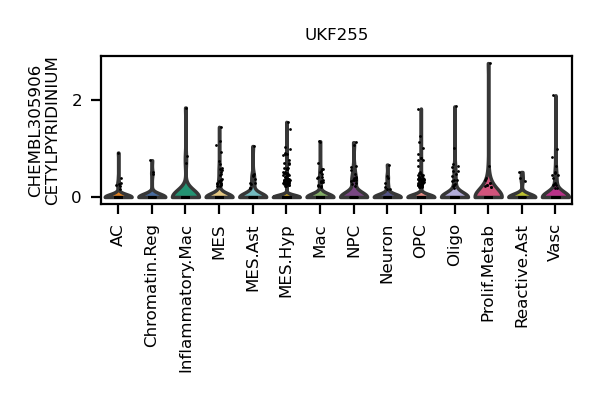 UKF255
CHEMBL305906
CETYLPYRIDINIUM
2
0
AC
Chromatin.Reg
Inflammatory.Mac
MES
MES.Ast
MES.Hyp
Mac
NPC
Neuron
OPC
Oligo
Prolif.Metab
Reactive.Ast
Vasc